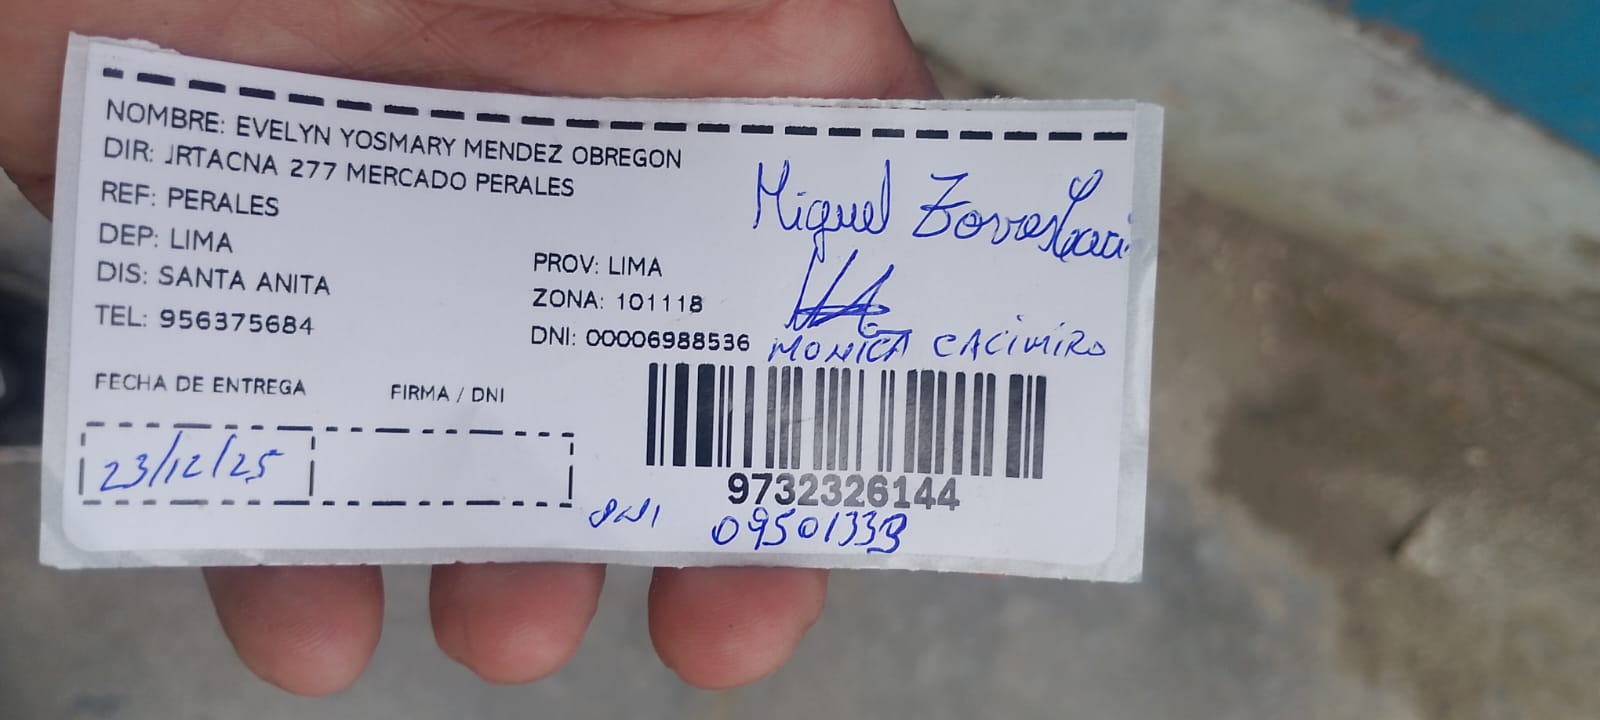 NOMBRE: EVELYN YOSMARY MENDEZ OBREGON
DIR: JRTACNA 277 MERCADO PERALES
REF: PERALES
DEP: LIMA
DIS: SANTA ANITA
TEL: 956375684
PROV: LIMA
ZONA: 101118
DNI: 00006988536
Miguel
MONICA CACIMIRO
FECHA DE ENTREGA
FIRMA / DNI
23/12/25
9732326144
DNI 09501333